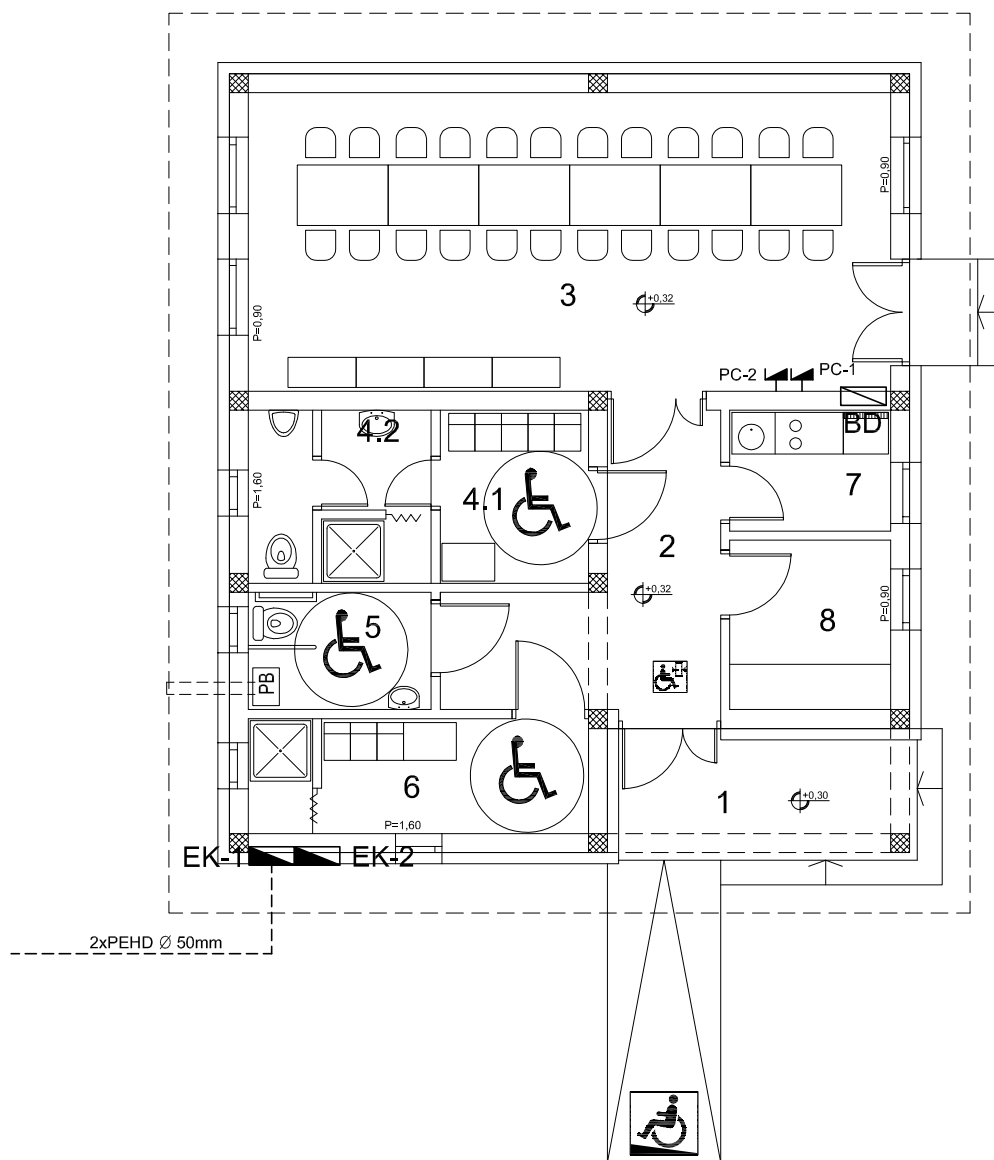 P=0,90
3
+0,32
P=0,90
PC-2
PC-1
4.2
BD
P=1,60
4.1
7
2
+0,32
5
8
P=0,90
PB
6
1
+0,30
P=1,60
EK-1
EK-2
2xPEHD Ø 50mm